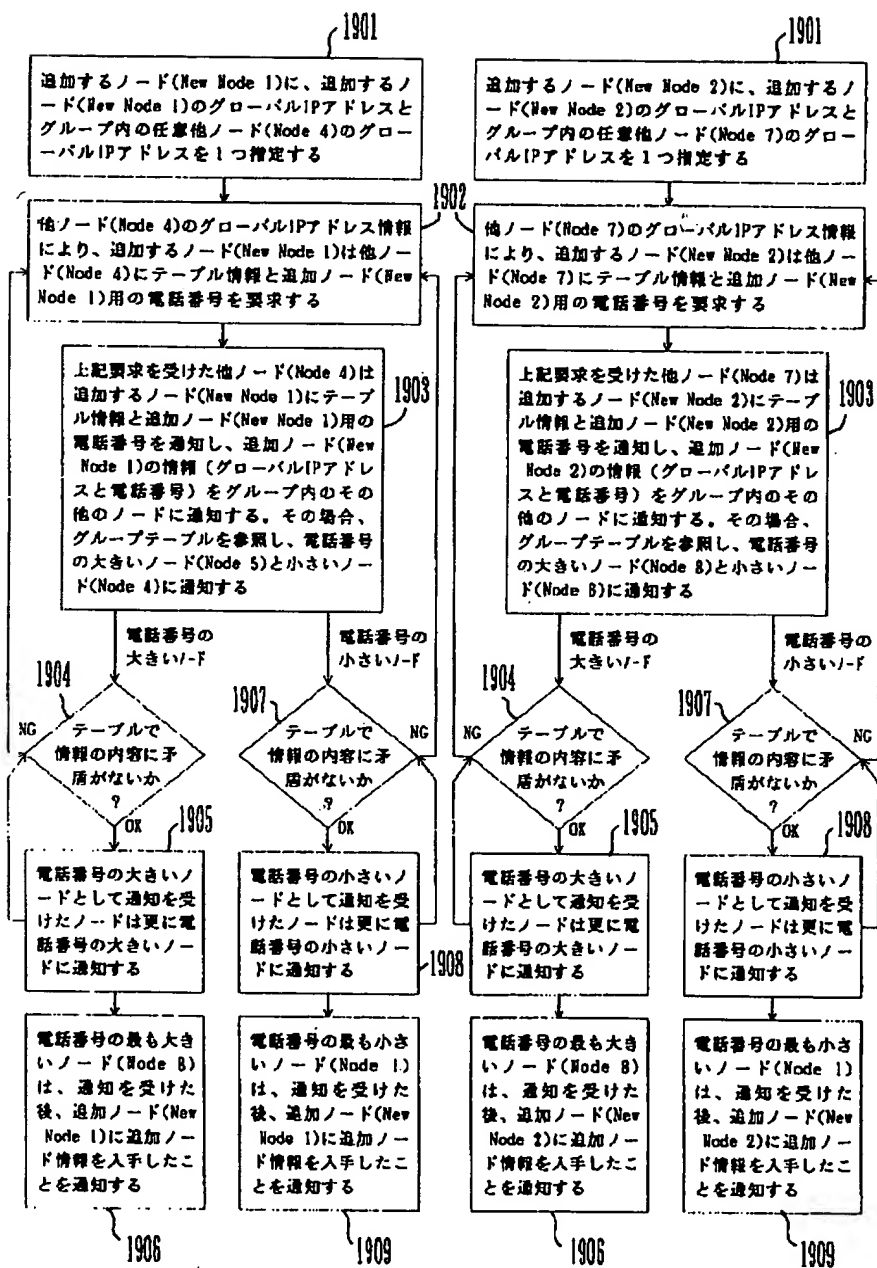 1901
追加するノード(New Node 1)に、追加するノ
ード(New Node 1)のグローバルIPアドレスと
グループ内の任意他ノード(Node 4)のグロー
バルIPアドレスを1つ指定する
1902
他ノード(Node 4)のグローバルIPアドレス情報
により、追加するノード(New Node 1)は他ノー
ド(Node 4)にテーブル情報と追加ノード(New
Node 1)用の電話番号を要求する
1903
上記要求を受けた他ノード(Node 4)は
追加するノード(New Node 1)にテーブ
ル情報と追加ノード(New Node 1)用の
電話番号を通知し、追加ノード(New
Node 1)の情報(グローバルIPアドレ
スと電話番号)をグループ内のその
他のノードに通知する。その場合、
グループテーブルを参照し、電話番号
の大きいノード(Node 5)と小さいノー
ド(Node 4)に通知する
電話番号の
大きいノード
電話番号の
小さいノード
1904
NG
テーブルで
情報の内容に矛
盾がないか
?
OK
1907
NG
テーブルで
情報の内容に矛
盾がないか
?
OK
1905
電話番号の大きいノ
ードとして通知を受
けたノードは更に電
話番号の大きいノード
に通知する
電話番号の小さいノ
ードとして通知を受
けたノードは更に電
話番号の小さいノー
ドに通知する
1908
電話番号の最も大き
いノード(Node 8)
は、通知を受けた
後、追加ノード(New
Node 1)に追加ノー
ド情報を入手したこ
とを通知する
1906
電話番号の最も小さ
いノード(Node 1)
は、通知を受けた
後、追加ノード(New
Node 1)に追加ノー
ド情報を入手したこ
とを通知する
1909
1901
追加するノード(New Node 2)に、追加するノ
ード(New Node 2)のグローバルIPアドレスと
グループ内の任意他ノード(Node 7)のグロー
バルIPアドレスを1つ指定する
他ノード(Node 7)のグローバルIPアドレス情報
により、追加するノード(New Node 2)は他ノー
ド(Node 7)にテーブル情報と追加ノード(New
Node 2)用の電話番号を要求する
1903
上記要求を受けた他ノード(Node 7)は
追加するノード(New Node 2)にテーブ
ル情報と追加ノード(New Node 2)用の
電話番号を通知し、追加ノード(New
Node 2)の情報(グローバルIPアドレ
スと電話番号)をグループ内のその
他のノードに通知する。その場合、
グループテーブルを参照し、電話番号
の大きいノード(Node 8)と小さいノー
ド(Node 6)に通知する
電話番号の
大きいノード
電話番号の
小さいノード
1904
NG
テーブルで
情報の内容に矛
盾がないか
?
OK
1907
NG
テーブルで
情報の内容に矛
盾がないか
?
OK
1905
電話番号の大きいノ
ードとして通知を受
けたノードは更に電
話番号の大きいノー
ドに通知する
1908
電話番号の小さいノ
ードとして通知を受
けたノードは更に電
話番号の小さいノー
ドに通知する
電話番号の最も大き
いノード(Node 8)
は、通知を受けた
後、追加ノード(New
Node 2)に追加ノー
ド情報を入手したこ
とを通知する
1906
電話番号の最も小さ
いノード(Node 1)
は、通知を受けた
後、追加ノード(New
Node 2)に追加ノー
ド情報を入手したこ
とを通知する
1909